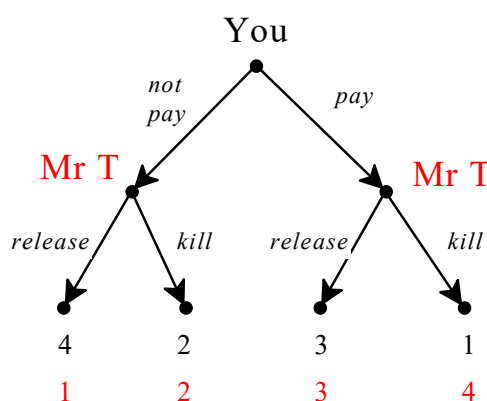 You
not
pay
pay
Mr T
Mr T
release
kill
release
kill
4 2 3 1
1 2 3 4